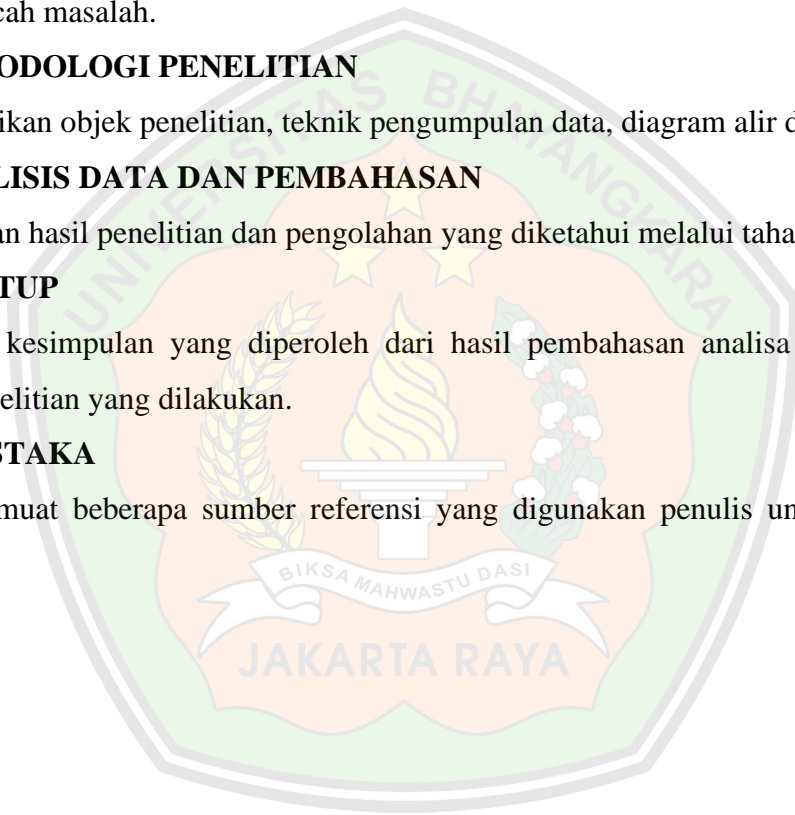 cah masalah.
ODOLOGI PENELITIAN
ikan objek penelitian, teknik pengumpulan data, diagram alir d
LISIS DATA DAN PEMBAHASAN
an hasil penelitian dan pengolahan yang diketahui melalui taha
TUP
kesimpulan yang diperoleh dari hasil pembahasan analisa
elitian yang dilakukan.
STAKA
muat beberapa sumber referensi yang digunakan penulis un
UNIVERSITAS BHAYANGKARA
BIKSA MAHWASTU DASI
JAKARTA RAYA